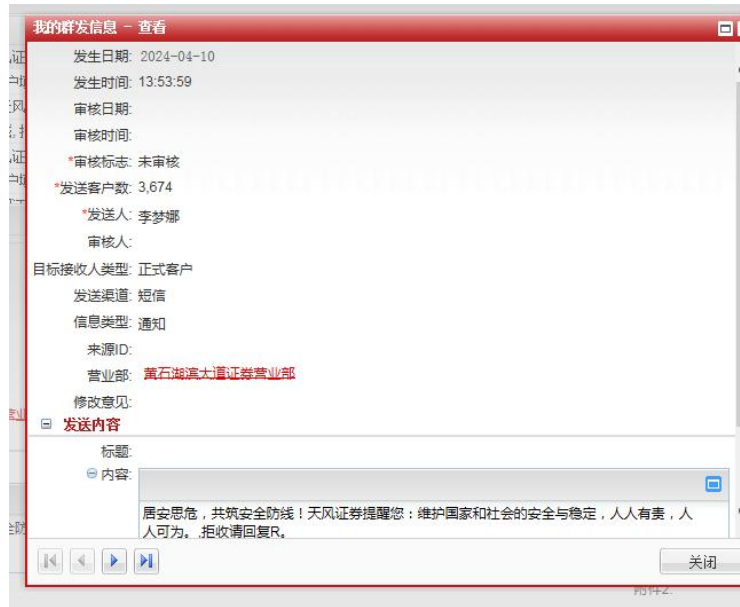 我的群发信息 - 查看
发生日期: 2024-04-10
发生时间: 13:53:59
审核日期:
审核时间:
*审核标志: 未审核
*发送客户数: 3,674
*发送人: 李梦娜
审核人:
目标接收人类型: 正式客户
发送渠道: 短信
信息类型: 通知
来源ID:
营业部: 黄石湖滨大道证券营业部
修改意见:
发送内容
标题:
内容:
居安思危，共筑安全防线！天风证券提醒您：维护国家和社会的安全与稳定，人人有责，人
人可为。,拒收请回复R。
关闭
附件2: